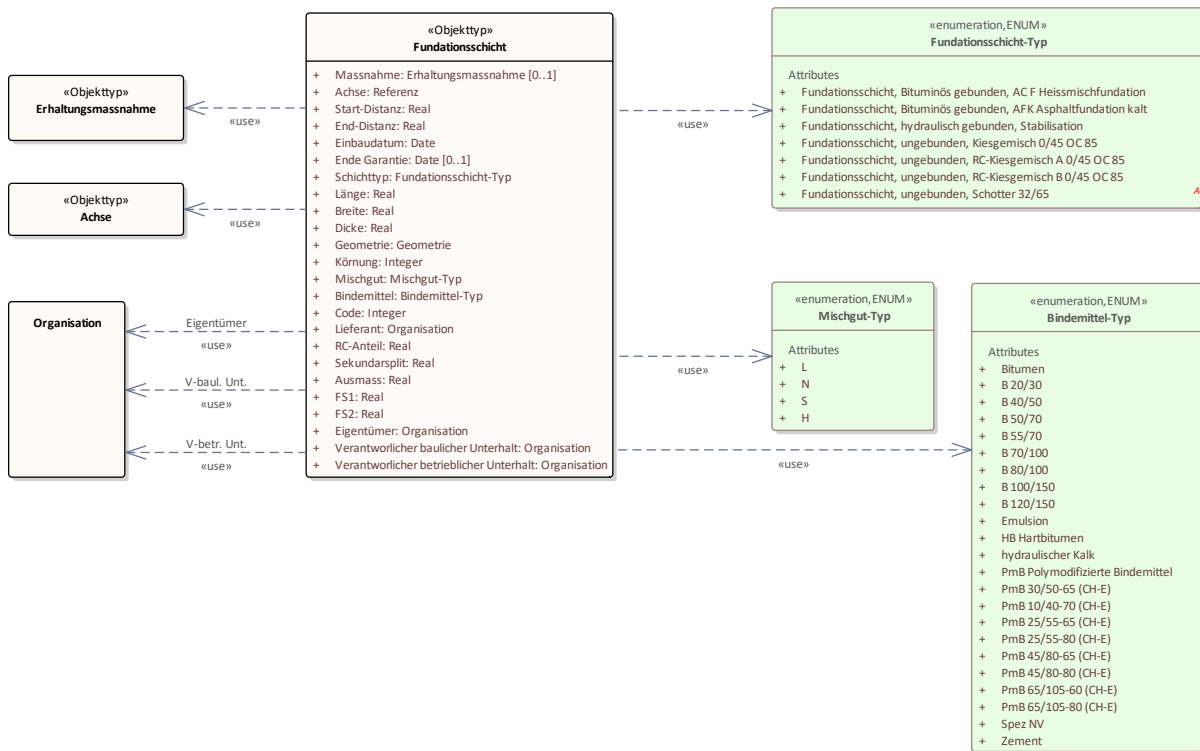 «Objekttyp»
Erhaltungsmassnahme
«Objekttyp»
Achse
Organisation
«use»
«use»
Eigentümer
«use»
V-baul. Unt.
«use»
V-betr. Unt.
«use»
«Objekttyp»
Fundationsschicht
+ Massnahme: Erhaltungsmassnahme [0..1]
+ Achse: Referenz
+ Start-Distanz: Real
+ End-Distanz: Real
+ Einbaudatum: Date
+ Ende Garantie: Date [0..1]
+ Schichttyp: Fundationsschicht-Typ
+ Länge: Real
+ Breite: Real
+ Dicke: Real
+ Geometrie: Geometrie
+ Körnung: Integer
+ Mischgut: Mischgut-Typ
+ Bindemittel: Bindemittel-Typ
+ Code: Integer
+ Lieferant: Organisation
+ RC-Anteil: Real
+ Sekundarsplit: Real
+ Ausmass: Real
+ FS1: Real
+ FS2: Real
+ Eigentümer: Organisation
+ Verantworlicher baulicher Unterhalt: Organisation
+ Verantworlicher betrieblicher Unterhalt: Organisation
«use»
«use»
«use»
«enumeration,ENUM»
Fundationsschicht-Typ
Attributes
+ Fundationsschicht, Bituminös gebunden, AC F Heissmischfundation
+ Fundationsschicht, Bituminös gebunden, AFK Asphaltfundation kalt
+ Fundationsschicht, hydraulisch gebunden, Stabilisation
+ Fundationsschicht, ungebunden, Kiesgemisch 0/45 OC 85
+ Fundationsschicht, ungebunden, RC-Kiesgemisch A 0/45 OC 85
+ Fundationsschicht, ungebunden, RC-Kiesgemisch B 0/45 OC 85
+ Fundationsschicht, ungebunden, Schotter 32/65
A
«enumeration,ENUM»
Mischgut-Typ
Attributes
+ L
+ N
+ S
+ H
«enumeration,ENUM»
Bindemittel-Typ
Attributes
+ Bitumen
+ B 20/30
+ B 40/50
+ B 50/70
+ B 55/70
+ B 70/100
+ B 80/100
+ B 100/150
+ B 120/150
+ Emulsion
+ HB Hartbitumen
+ hydraulischer Kalk
+ PmB Polymodifizierte Bindemittel
+ PmB 30/50-65 (CH-E)
+ PmB 10/40-70 (CH-E)
+ PmB 25/55-65 (CH-E)
+ PmB 25/55-80 (CH-E)
+ PmB 45/80-65 (CH-E)
+ PmB 45/80-80 (CH-E)
+ PmB 65/105-60 (CH-E)
+ PmB 65/105-80 (CH-E)
+ Spez NV
+ Zement